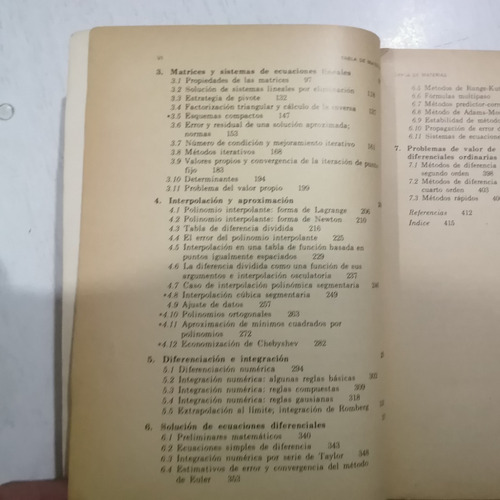 TABLA DE
3. Matrices y sistemas de ecuaciones lineales
3.1 Propiedades de las matrices 97
3.2 Solución de sistemas lineales por eliminación
3.3 Estrategia de pivote 132
3.4 Factorización triangular y cálculo de la inversa
*3.5 Esquemas compactos 147
3.6 Error y residual de una solución aproximada;
normas 153
3.7 Número de condición y mejoramiento iterativo 161
3.8 Métodos iterativos 168
3.9 Valores propios y convergencia de la iteración de punto
fijo 183
3.10 Determinantes 194
3.11 Problema del valor propio 199
4. Interpolación y aproximación
4.1 Polinomio interpolante: forma de Lagrange 206
4.2 Polinomio interpolante: forma de Newton 210
4.3 Tabla de diferencia dividida 216
4.4 El error del polinomio interpolante 225
4.5 Interpolación en una tabla de función basada en
puntos igualmente espaciados 229
4.6 La diferencia dividida como una función de sus
argumentos e interpolación osculatoria 237
4.7 Caso de interpolación polinómica segmentaria
*4.8 Interpolación cúbica segmentaria 249
4.9 Ajuste de datos 257
*4.10 Polinomios ortogonales 263
*4.11 Aproximación de mínimos cuadrados por
polinomios 272
*4.12 Economización de Chebyshev 282
5. Diferenciación e integración
5.1 Diferenciación numérica 294
5.2 Integración numérica: algunas reglas básicas 303
5.3 Integración numérica: reglas compuestas 309
5.4 Integración numérica: reglas gausianas 318
5.5 Extrapolación al límite; integración de Romberg
6. Solución de ecuaciones diferenciales
6.1 Preliminares matemáticos 340
6.2 Ecuaciones simples de diferencia 343
6.3 Integración numérica por serie de Taylor 348
6.4 Estimativos de error y convergencia del método
de Euler 353
6.5 Métodos de Runge-Kut
6.6 Fórmulas multipaso
6.7 Métodos predictor-corre
6.8 Método de Adams-Mou
6.9 Estabilidad de método
6.10 Propagación de error
6.11 Sistemas de ecuacione
7. Problemas de valor de
diferenciales ordinarias
7.1 Métodos de diferencia
segundo orden 398
7.2 Métodos de diferencia
cuarto orden 403
7.3 Métodos rápidos 406
Referencias 412
Índice 415